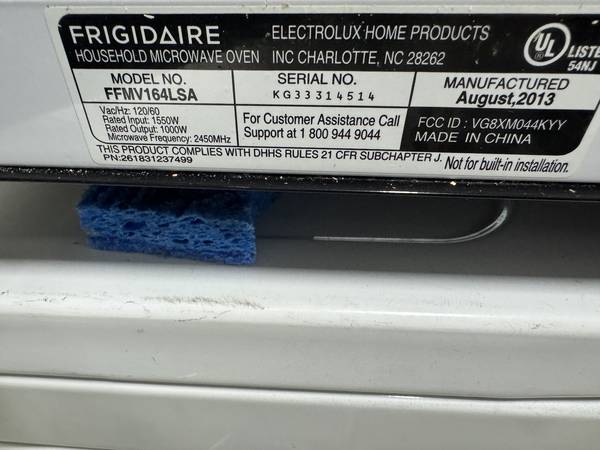 FRIGIDAIRE
HOUSEHOLD MICROWAVE OVEN
ELECTROLUX HOME PRODUCTS
INC CHARLOTTE, NC 28262
UL
LISTE
54NJ
MODEL NO.
FFMV164LSA
SERIAL NO.
KG33314514
MANUFACTURED
August,2013
Vac/Hz: 120/60
Rated Input: 1550W
Rated Output: 1000W
Microwave Frequency: 2450MHz
For Customer Assistance Call
Support at 1 800 944 9044
FCC ID : VG8XM044KYY
MADE IN CHINA
THIS PRODUCT COMPLIES WITH DHHS RULES 21 CFR SUBCHAPTER J.
Not for built-in installation.
PN:261831237499